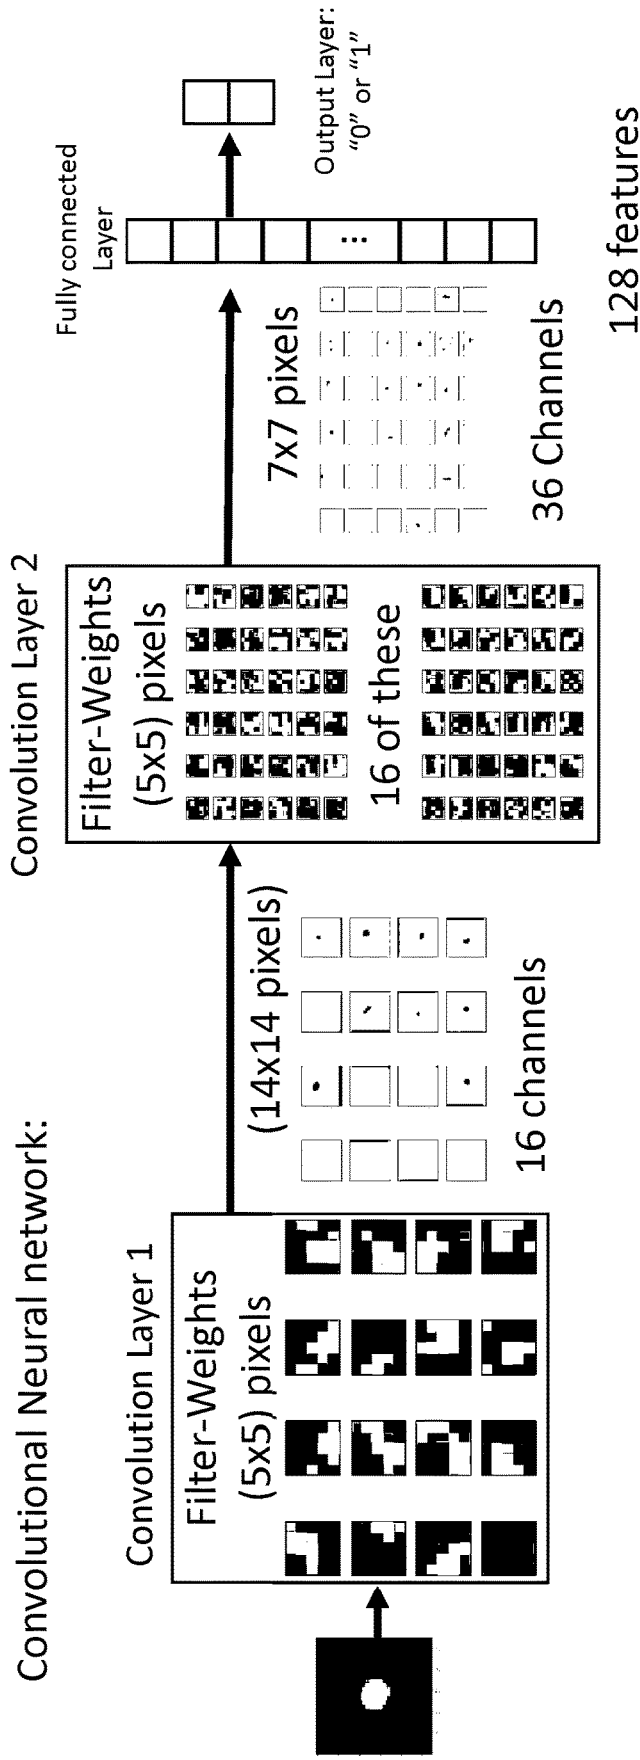 Convolutional Neural network:
Convolution Layer 1
Filter-Weights
(5x5) pixels
(14x14 pixels)
16 channels
Convolution Layer 2
Filter-Weights
(5x5) pixels
16 of these
7x7 pixels
36 Channels
Fully connected
Layer
...
128 features
Output Layer:
“0” or “1”